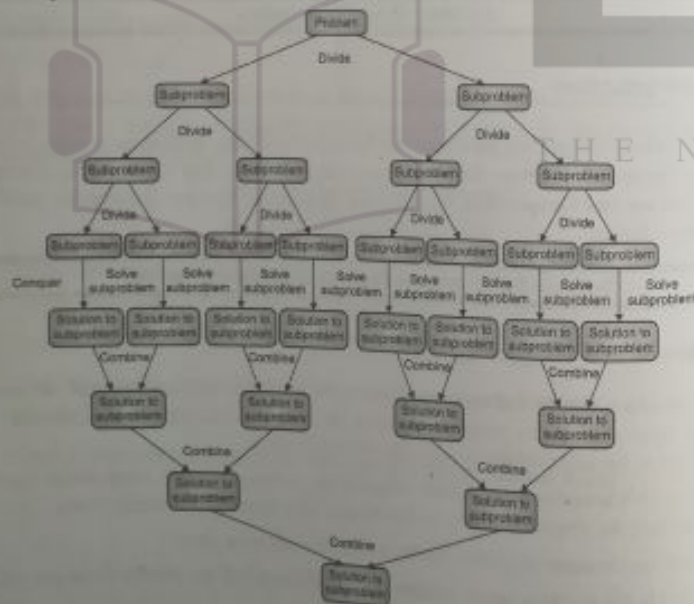 Problem
Divide
Subproblem Subproblem
Divide Divide
THE N
Subproblem Subproblem Subproblem Subproblem
Divide Divide Divide Divide
Subproblem Subproblem Subproblem Subproblem Subproblem Subproblem Subproblem Subproblem
Solve Solve Solve Solve Solve Solve Solve Solve
subproblem subproblem subproblem subproblem subproblem subproblem subproblem subproblem
Solution to Solution to Solution to Solution to Solution to Solution to Solution to Solution to
subproblem subproblem subproblem subproblem subproblem subproblem subproblem subproblem
Combine Combine Combine Combine
Solution to Solution to Solution to Solution to
subproblem subproblem subproblem subproblem
Combine Combine
Solution to Solution to
subproblem subproblem
Combine
Solution to
subproblem